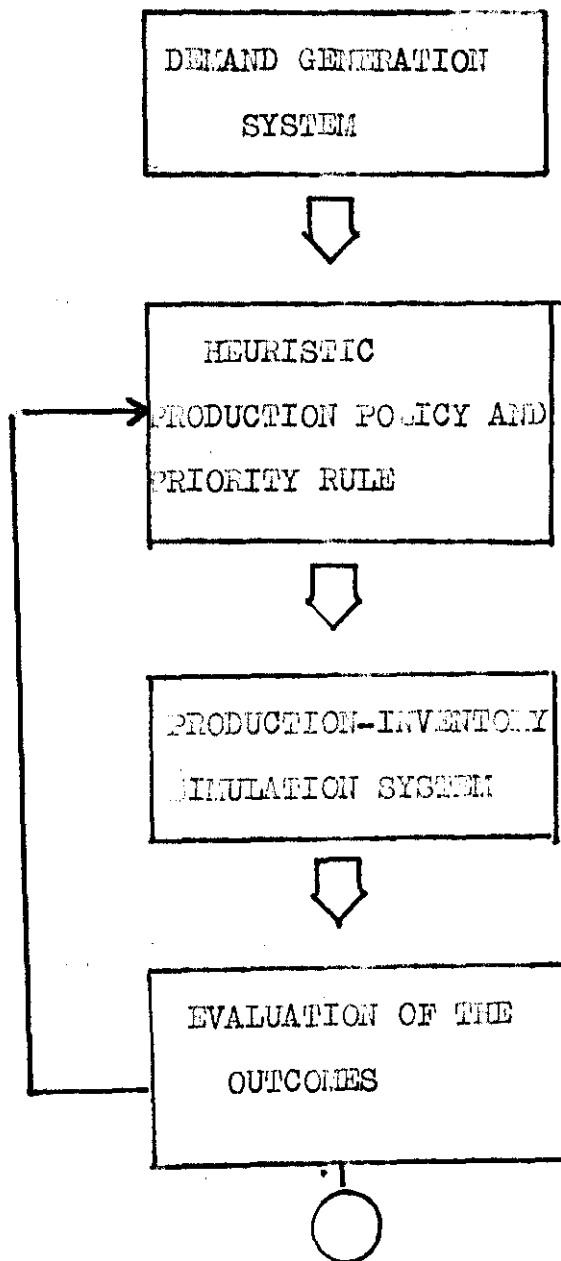 DEMAND GENERATION
SYSTEM
HEURISTIC
PRODUCTION POLICY AND
PRIORITY RULE
PRODUCTION-INVENTORY
SIMULATION SYSTEM
EVALUATION OF THE
OUTCOMES